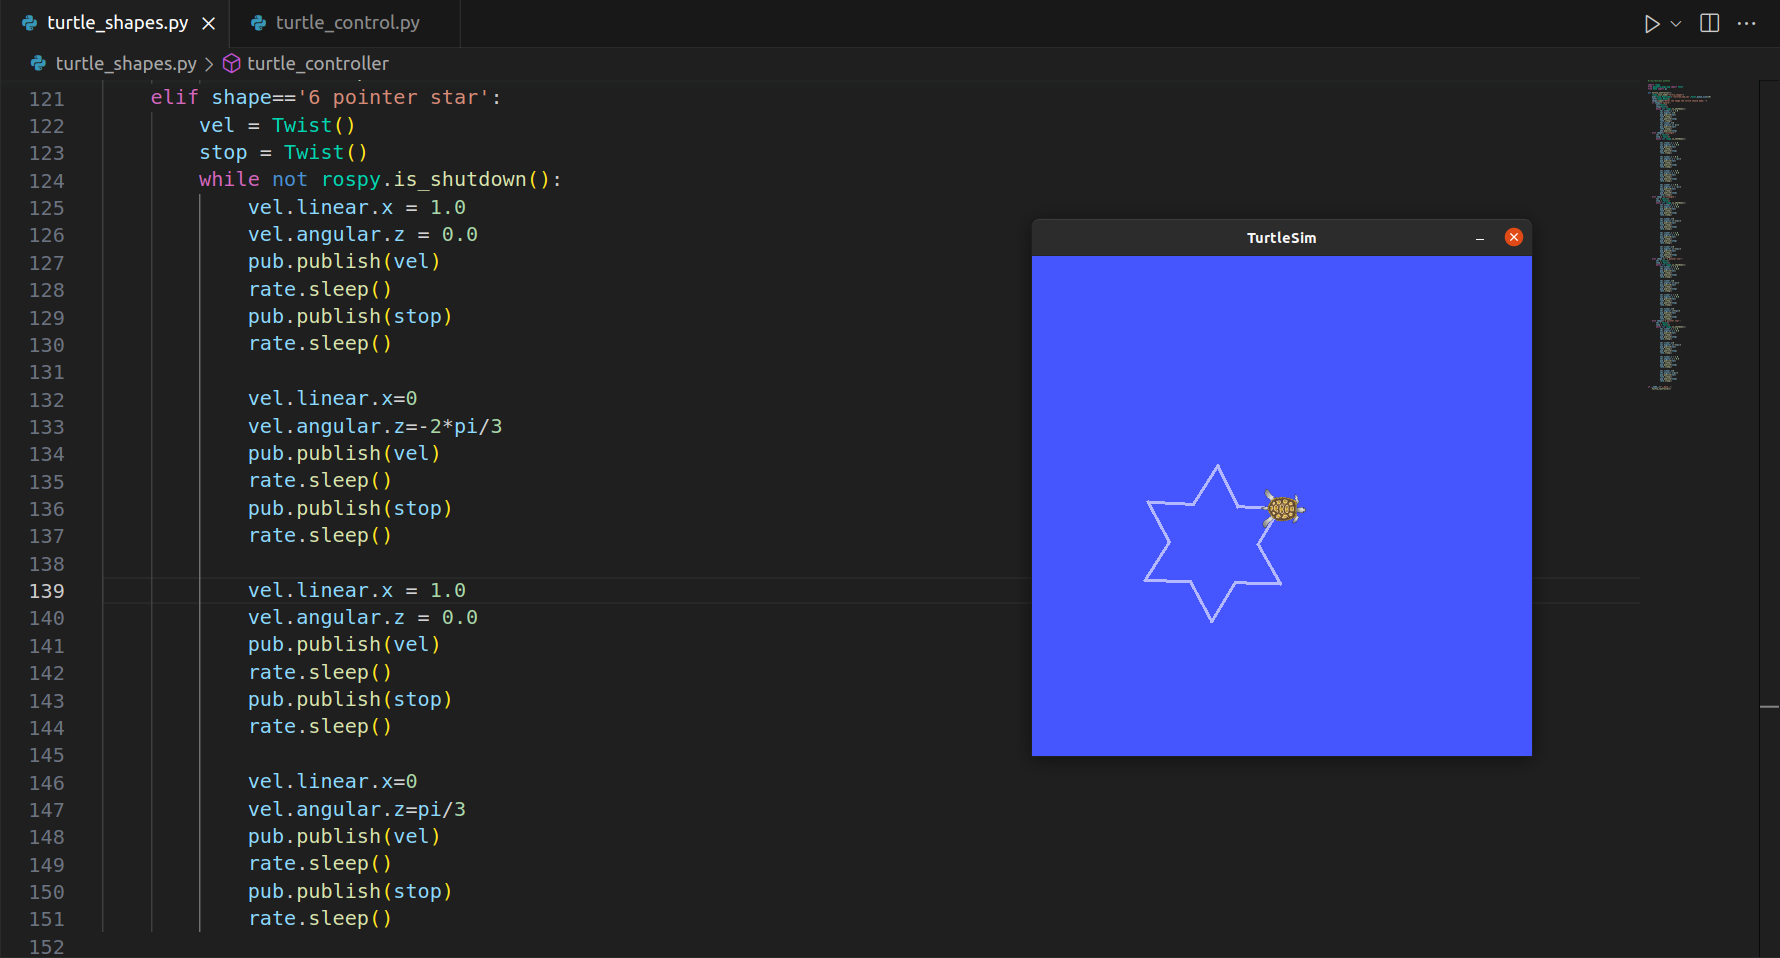 turtle_shapes.py
turtle_control.py
turtle_shapes.py > turtle_controller
121 elif shape=='6 pointer star':
122 vel = Twist()
123 stop = Twist()
124 while not rospy.is_shutdown():
125 vel.linear.x = 1.0
126 vel.angular.z = 0.0
127 pub.publish(vel)
128 rate.sleep()
129 pub.publish(stop)
130 rate.sleep()
131
132 vel.linear.x=0
133 vel.angular.z=-2*pi/3
134 pub.publish(vel)
135 rate.sleep()
136 pub.publish(stop)
137 rate.sleep()
138
139 vel.linear.x = 1.0
140 vel.angular.z = 0.0
141 pub.publish(vel)
142 rate.sleep()
143 pub.publish(stop)
144 rate.sleep()
145
146 vel.linear.x=0
147 vel.angular.z=pi/3
148 pub.publish(vel)
149 rate.sleep()
150 pub.publish(stop)
151 rate.sleep()
152
TurtleSim